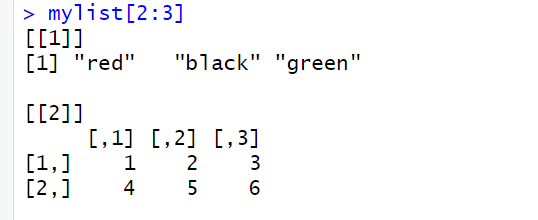 > mylist[2:3]
[[1]]
[1] "red"   "black" "green"

[[2]]
     [,1] [,2] [,3]
[1,]    1    2    3
[2,]    4    5    6